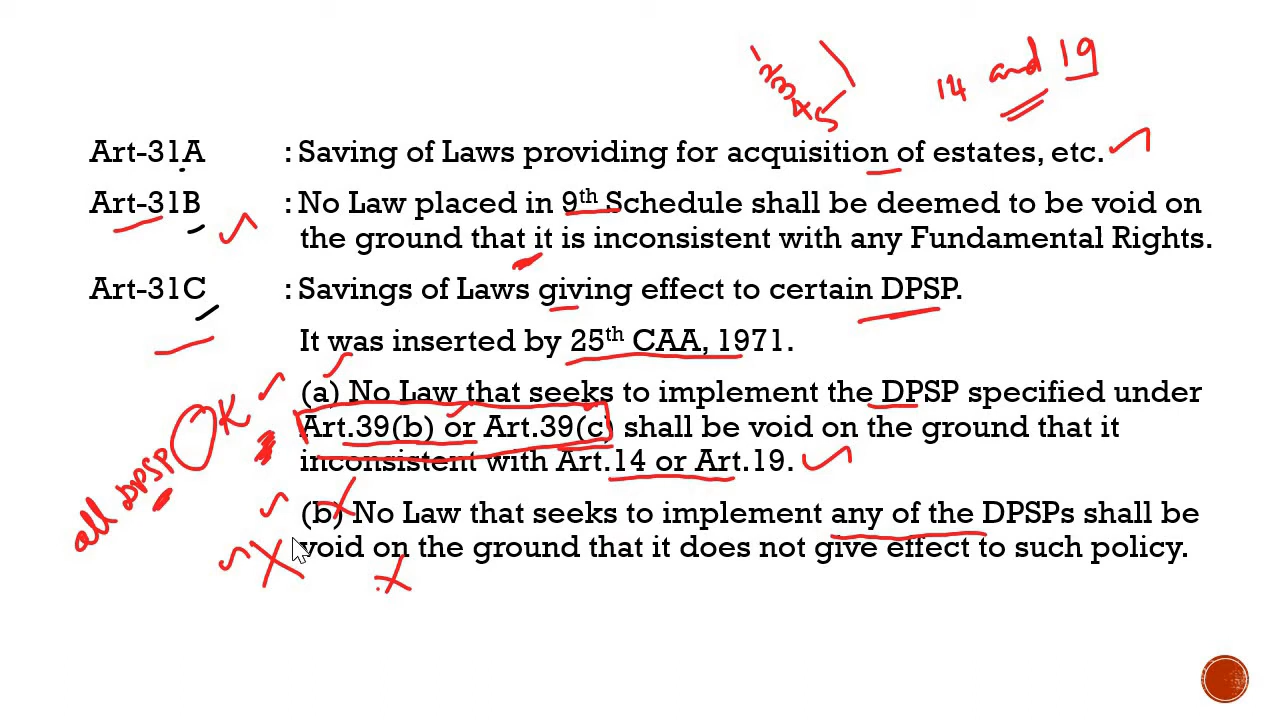 1 2 3 4 5
14 and 19
Art-31A : Saving of Laws providing for acquisition of estates, etc.
Art-31B : No Law placed in 9th Schedule shall be deemed to be void on
the ground that it is inconsistent with any Fundamental Rights.
Art-31C : Savings of Laws giving effect to certain DPSP.
It was inserted by 25th CAA, 1971.
(a) No Law that seeks to implement the DPSP specified under
Art.39(b) or Art.39(c) shall be void on the ground that it
inconsistent with Art.14 or Art.19.
all DPSP OK
(b) No Law that seeks to implement any of the DPSPs shall be
void on the ground that it does not give effect to such policy.